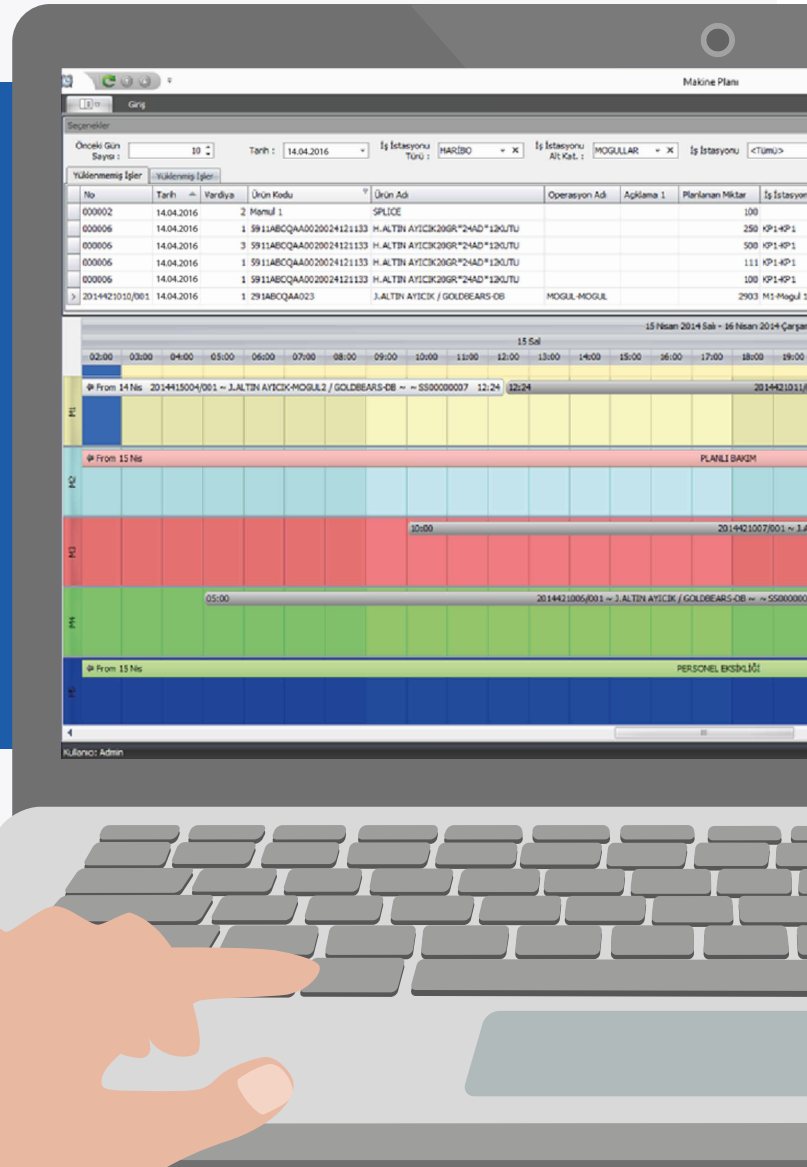 Makine Planı
Giriş
Seçenekler
Önceki Gün Sayısı : 10 Tarih : 14.04.2016 İş İstasyonu Türü : HARİBO İş İstasyonu Alt Kat. : MOGULLAR İş İstasyonu <Tümü>
Yüklenmemiş İşler Yüklenmiş İşler
No Tarih Vardiya Ürün Kodu Ürün Adı Operasyon Adı Açıklama 1 Planlanan Miktar İş İstasyon
000002 14.04.2016 2 Mamul 1 SPLICE 100
000006 14.04.2016 1 5911ABCQAA0020024121133 H.ALTIN AYICIK20GR*24AD*12KUTU 250 KP1-KP1
000006 14.04.2016 3 5911ABCQAA0020024121133 H.ALTIN AYICIK20GR*24AD*12KUTU 500 KP1-KP1
000006 14.04.2016 1 5911ABCQAA0020024121133 H.ALTIN AYICIK20GR*24AD*12KUTU 111 KP1-KP1
000006 14.04.2016 1 5911ABCQAA0020024121133 H.ALTIN AYICIK20GR*24AD*12KUTU 100 KP1-KP1
2014421010/001 14.04.2016 1 291ABCQAA023 J.ALTIN AYICIK / GOLDBEARS-DB MOGUL-MOGUL 2903 M1-Mogul 1
15 Nisan 2014 Salı - 16 Nisan 2014 Çarşam
15 Sal
02:00 03:00 04:00 05:00 06:00 07:00 08:00 09:00 10:00 11:00 12:00 13:00 14:00 15:00 16:00 17:00 18:00 19:00
M1 From 14 Nis 2014415004/001 ~ J.ALTIN AYICIK-MOGUL2 / GOLDBEARS-DB ~ ~ SS00000007 12:24 12:24 2014421011/
M2 From 15 Nis PLANLI BAKIM
M3 10:00 2014421007/001 ~ J.A
M4 05:00 2014421006/001 ~ J.ALTIN AYICIK / GOLDBEARS-DB ~ ~ SS000000
M5 From 15 Nis PERSONEL EKSİKLİĞİ
Kullanıcı: Admin